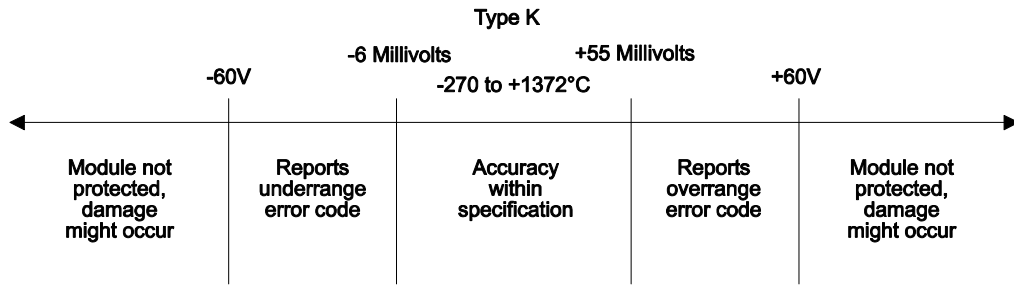 Type K
-6 Millivolts
+55 Millivolts
-60V
-270 to +1372°C
+60V
Module not
protected,
damage
might occur
Reports
underrange
error code
Accuracy
within
specification
Reports
overrange
error code
Module not
protected,
damage
might occur